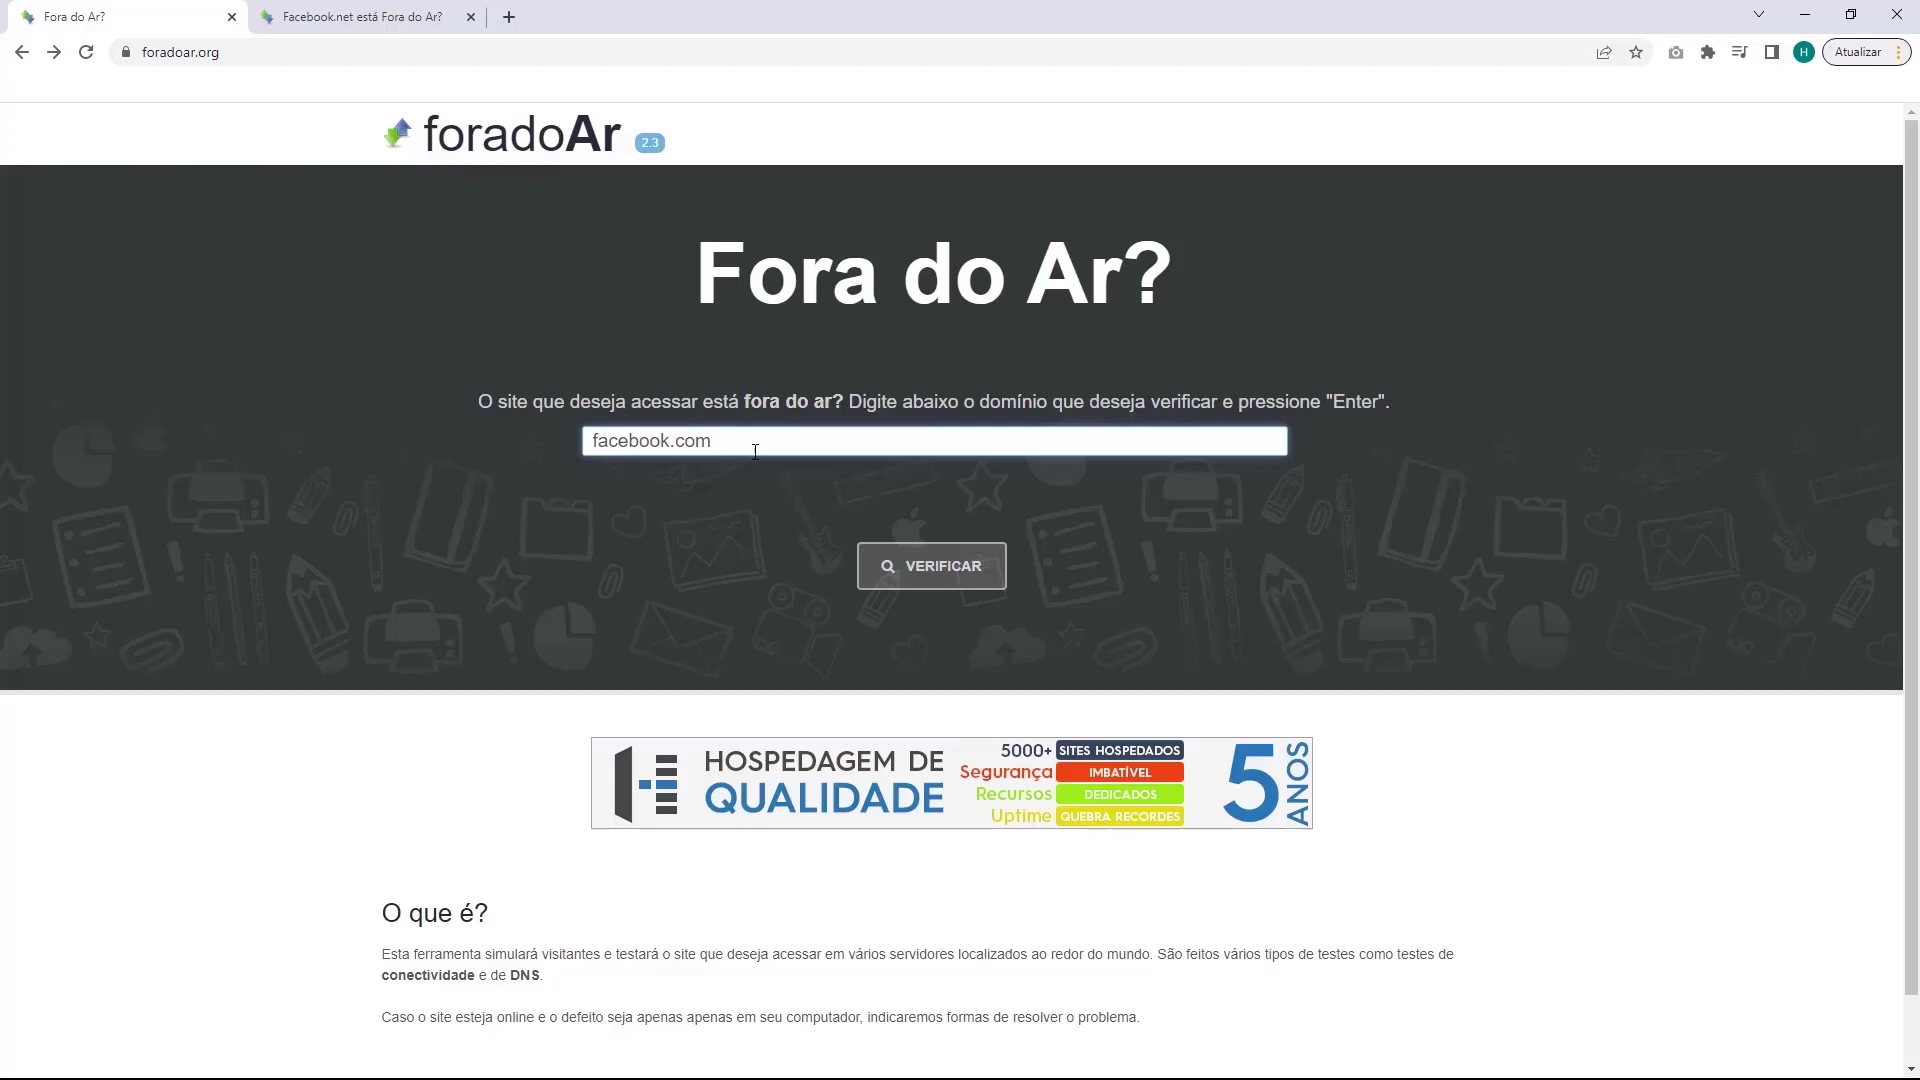 Fora do Ar?
Facebook.net está Fora do Ar?
foradoar.org
H
Atualizar
foradoAr 2.3
Fora do Ar?
O site que deseja acessar está fora do ar? Digite abaixo o domínio que deseja verificar e pressione "Enter".
facebook.com
VERIFICAR
HOSPEDAGEM DE
QUALIDADE
5000+ SITES HOSPEDADOS
Segurança IMBATÍVEL
Recursos DEDICADOS
Uptime QUEBRA RECORDES
5 ANOS
O que é?
Esta ferramenta simulará visitantes e testará o site que deseja acessar em vários servidores localizados ao redor do mundo. São feitos vários tipos de testes como testes de
conectividade e de DNS.
Caso o site esteja online e o defeito seja apenas apenas em seu computador, indicaremos formas de resolver o problema.